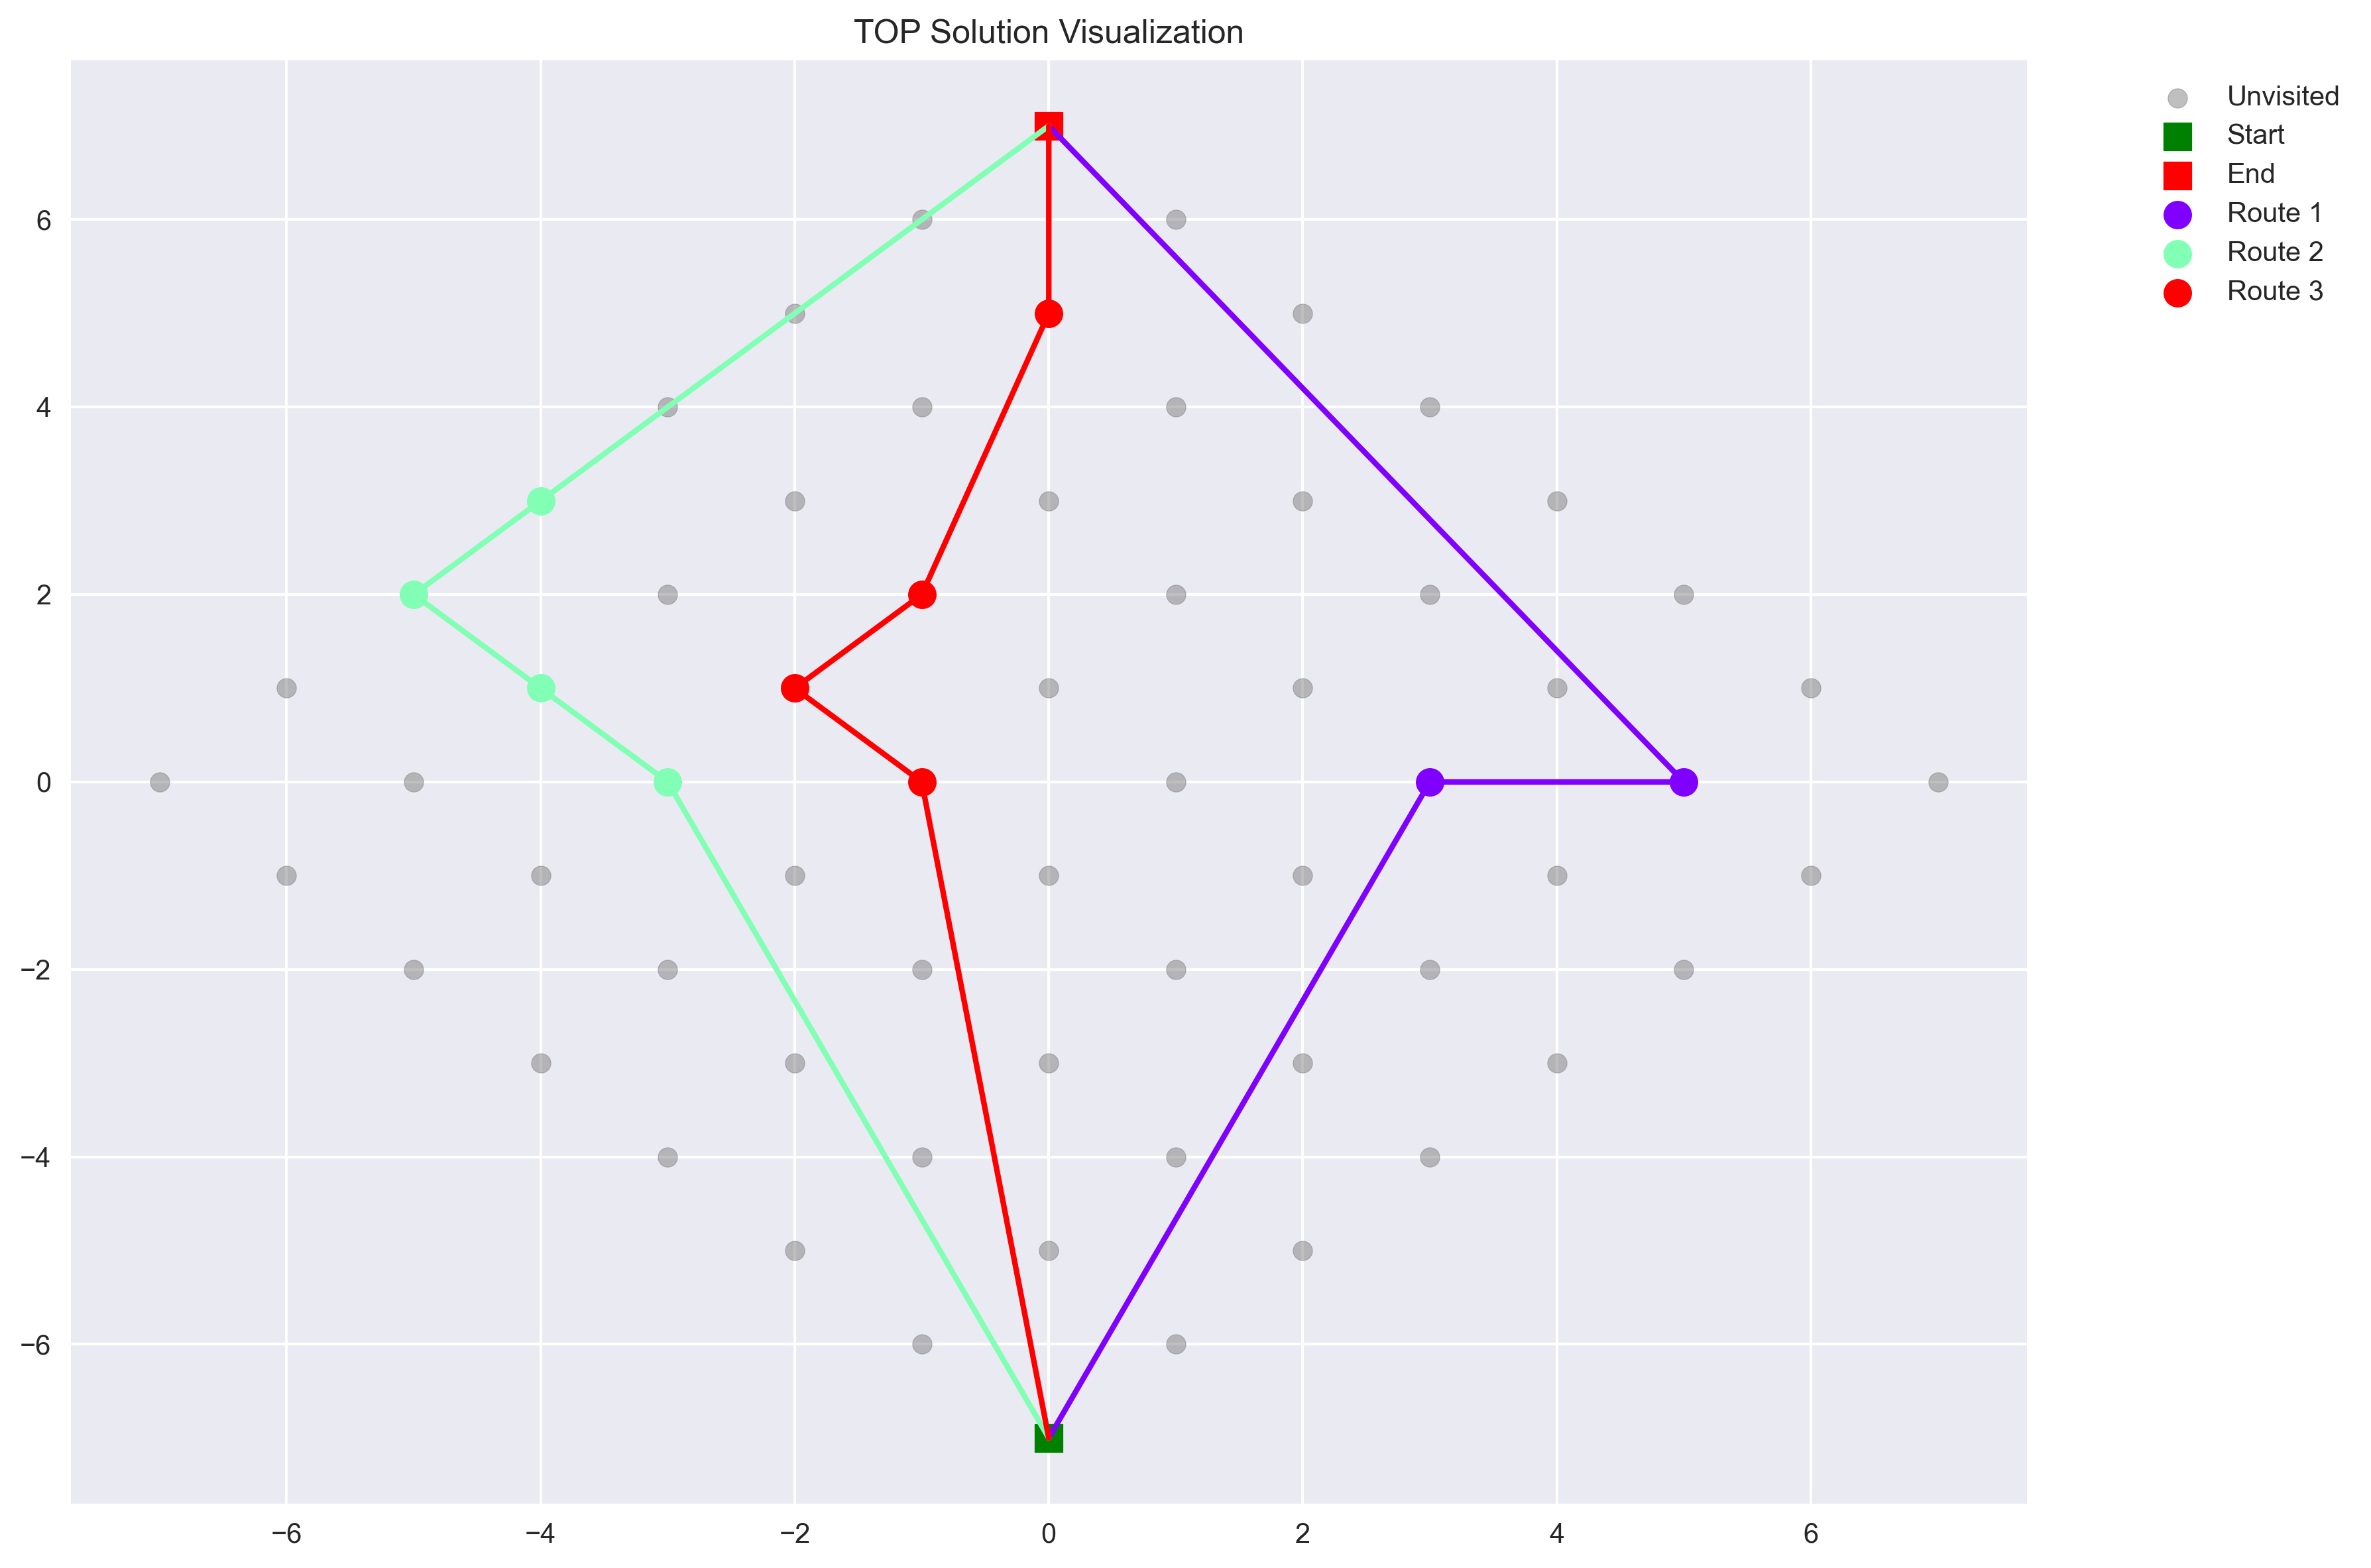 TOP Solution Visualization
Unvisited
Start
End
Route 1
Route 2
Route 3
6
4
2
0
−2
−4
−6
−6 −4 −2 0 2 4 6